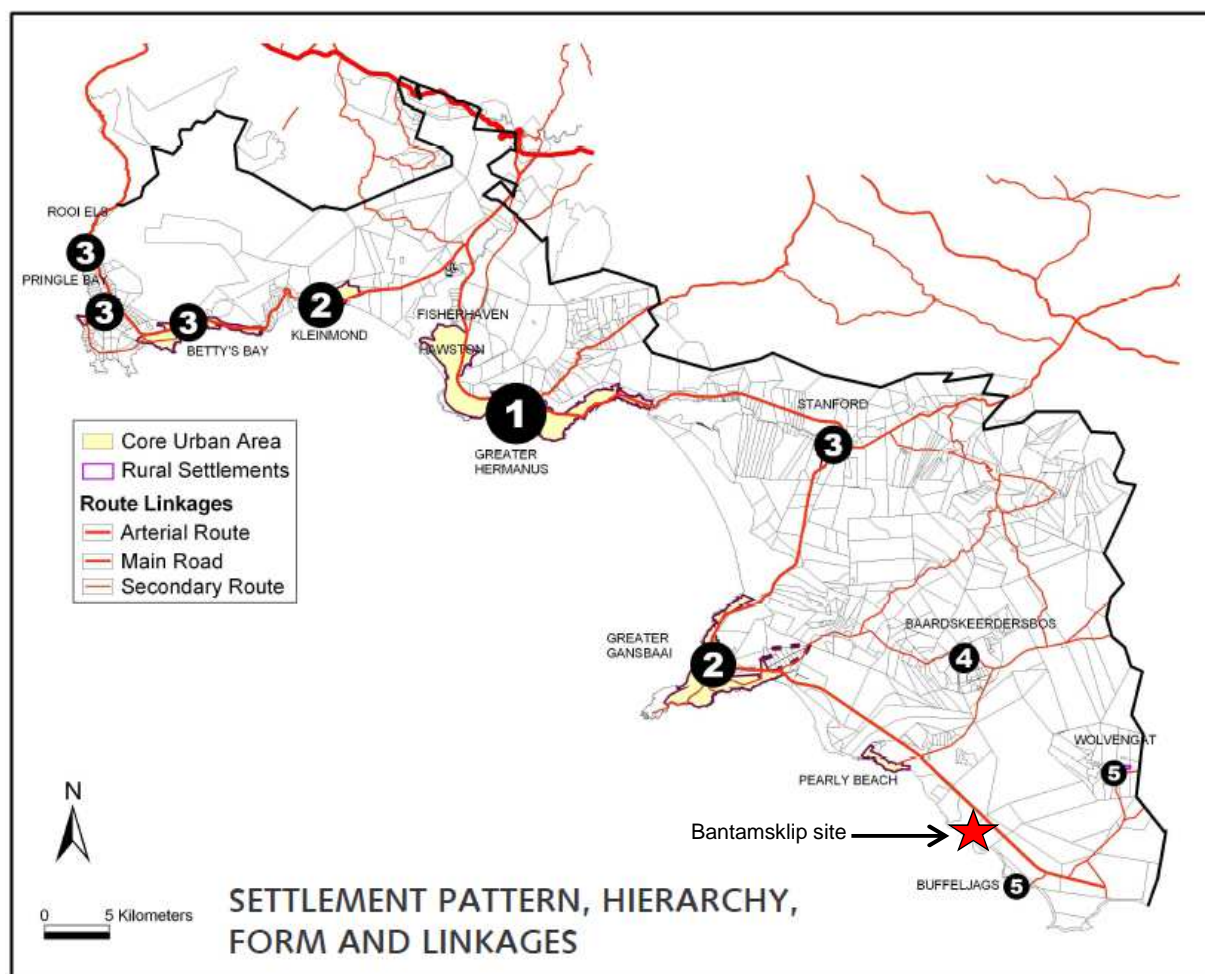 ROOI ELS
3
PRINGLE BAY
3
3
BETTY'S BAY
2
KLEINMOND
FISHERHAVEN
HAWSTON
1
GREATER
HERMANUS
STANFORD
3
Core Urban Area
Rural Settlements
Route Linkages
Arterial Route
Main Road
Secondary Route
GREATER
GANSBAAI
2
BAARDSKEERDERSBOS
4
WOLVENGAT
5
PEARLY BEACH
Bantamsklip site
BUFFELJAGS
5
N
0 5 Kilometers
SETTLEMENT PATTERN, HIERARCHY,
FORM AND LINKAGES